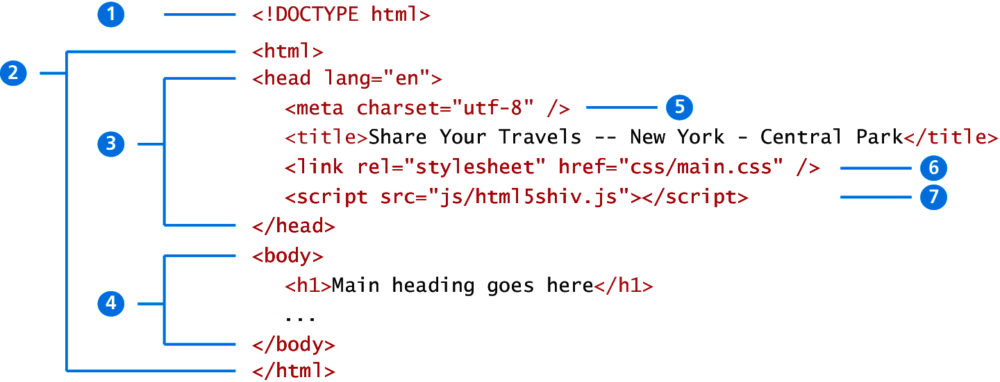 1 <!DOCTYPE html>
2 <html>
<head lang="en">
<meta charset="utf-8" /> 5
3 <title>Share Your Travels -- New York - Central Park</title>
<link rel="stylesheet" href="css/main.css" /> 6
<script src="js/html5shiv.js"></script> 7
</head>
<body>
<h1>Main heading goes here</h1>
4 ...
</body>
</html>